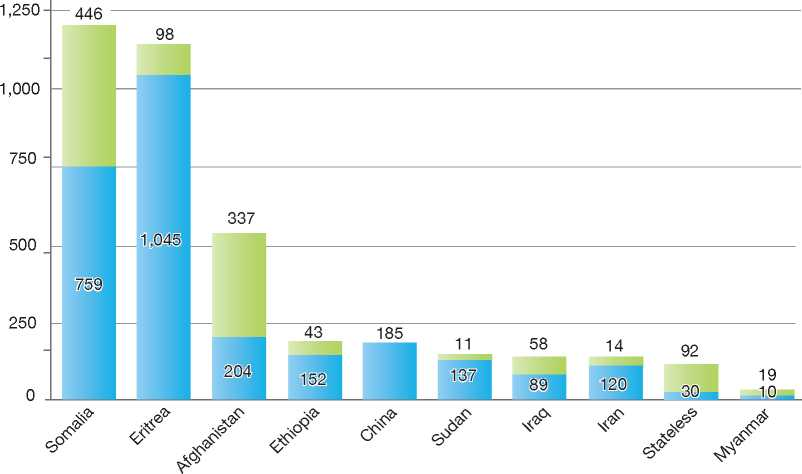 1,250
1,000
750
500
250
0
446
759
98
1,045
337
204
43
152
185
11
137
58
89
14
120
92
30
19
10
Somalia
Eritrea
Afghanistan
Ethiopia
China
Sudan
Iraq
Iran
Stateless
Myanmar